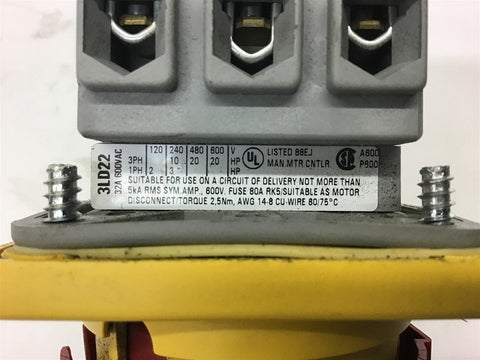 3LD22
32A 600VAC
120 240 480 600 V
3PH 10 20 20 HP
1PH 2 3 HP
UL LISTED 88EJ
MAN.MTR.CNTLR.
A600
P600
SUITABLE FOR USE ON A CIRCUIT OF DELIVERY NOT MORE THAN
5kA RMS SYM.AMP., 600V. FUSE 80A RK5/SUITABLE AS MOTOR
DISCONNECT/TORQUE 2,5Nm, AWG 14-8 CU-WIRE 60/75°C